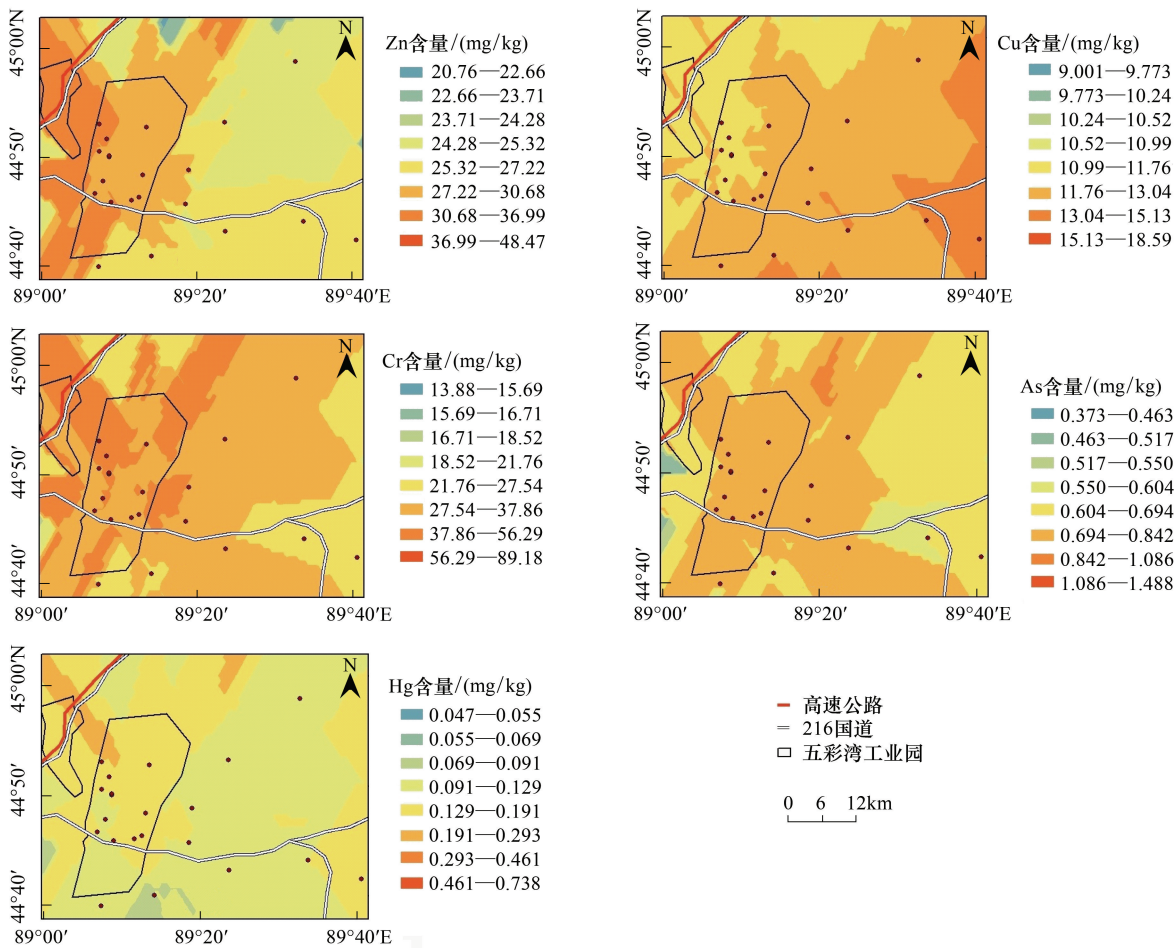 45°00′N
44°50′
44°40′
89°00′
89°20′
89°40′E
N
Zn含量/(mg/kg)
20.76—22.66
22.66—23.71
23.71—24.28
24.28—25.32
25.32—27.22
27.22—30.68
30.68—36.99
36.99—48.47
45°00′N
44°50′
44°40′
89°00′
89°20′
89°40′E
N
Cu含量/(mg/kg)
9.001—9.773
9.773—10.24
10.24—10.52
10.52—10.99
10.99—11.76
11.76—13.04
13.04—15.13
15.13—18.59
45°00′N
44°50′
44°40′
89°00′
89°20′
89°40′E
N
Cr含量/(mg/kg)
13.88—15.69
15.69—16.71
16.71—18.52
18.52—21.76
21.76—27.54
27.54—37.86
37.86—56.29
56.29—89.18
45°00′N
44°50′
44°40′
89°00′
89°20′
89°40′E
N
As含量/(mg/kg)
0.373—0.463
0.463—0.517
0.517—0.550
0.550—0.604
0.604—0.694
0.694—0.842
0.842—1.086
1.086—1.488
45°00′N
44°50′
44°40′
89°00′
89°20′
89°40′E
N
Hg含量/(mg/kg)
0.047—0.055
0.055—0.069
0.069—0.091
0.091—0.129
0.129—0.191
0.191—0.293
0.293—0.461
0.461—0.738
高速公路
216国道
五彩湾工业园
0 6 12km